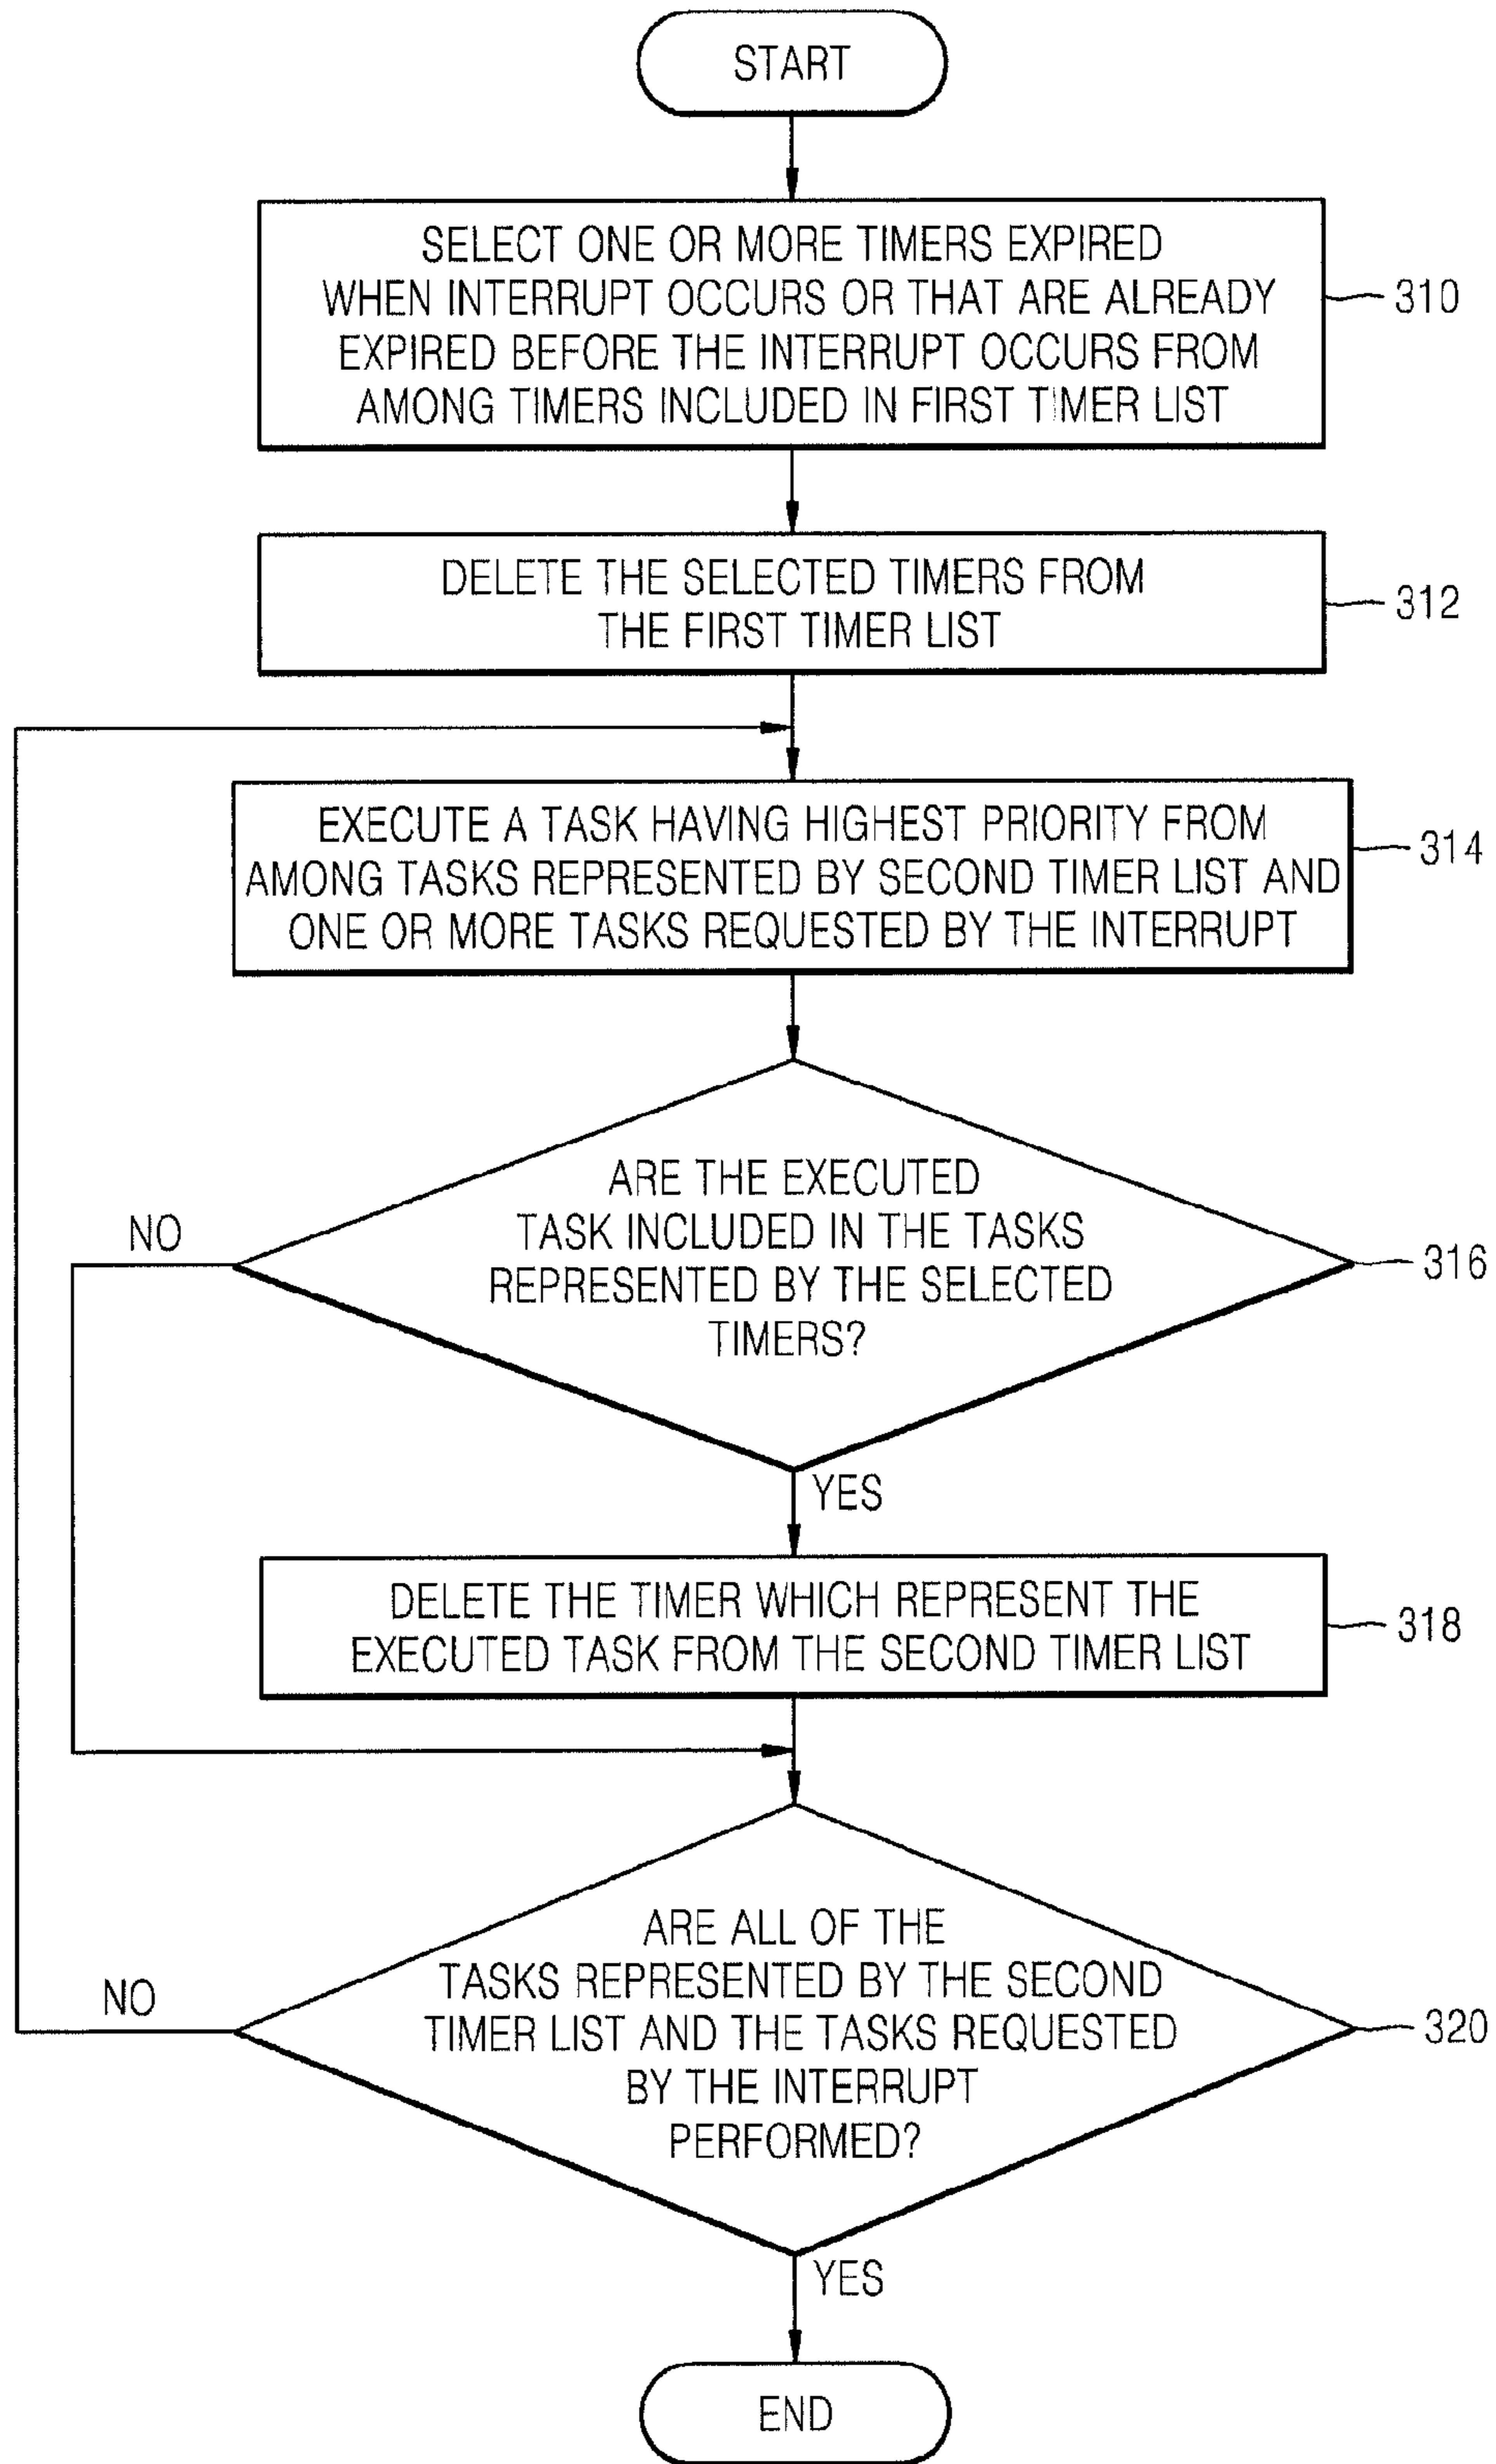 START
SELECT ONE OR MORE TIMERS EXPIRED
WHEN INTERRUPT OCCURS OR THAT ARE ALREADY
EXPIRED BEFORE THE INTERRUPT OCCURS FROM
AMONG TIMERS INCLUDED IN FIRST TIMER LIST
310
DELETE THE SELECTED TIMERS FROM
THE FIRST TIMER LIST
312
EXECUTE A TASK HAVING HIGHEST PRIORITY FROM
AMONG TASKS REPRESENTED BY SECOND TIMER LIST AND
ONE OR MORE TASKS REQUESTED BY THE INTERRUPT
314
ARE THE EXECUTED
TASK INCLUDED IN THE TASKS
REPRESENTED BY THE SELECTED
TIMERS?
NO
316
YES
DELETE THE TIMER WHICH REPRESENT THE
EXECUTED TASK FROM THE SECOND TIMER LIST
318
ARE ALL OF THE
TASKS REPRESENTED BY THE SECOND
TIMER LIST AND THE TASKS REQUESTED
BY THE INTERRUPT
PERFORMED?
NO
320
YES
END